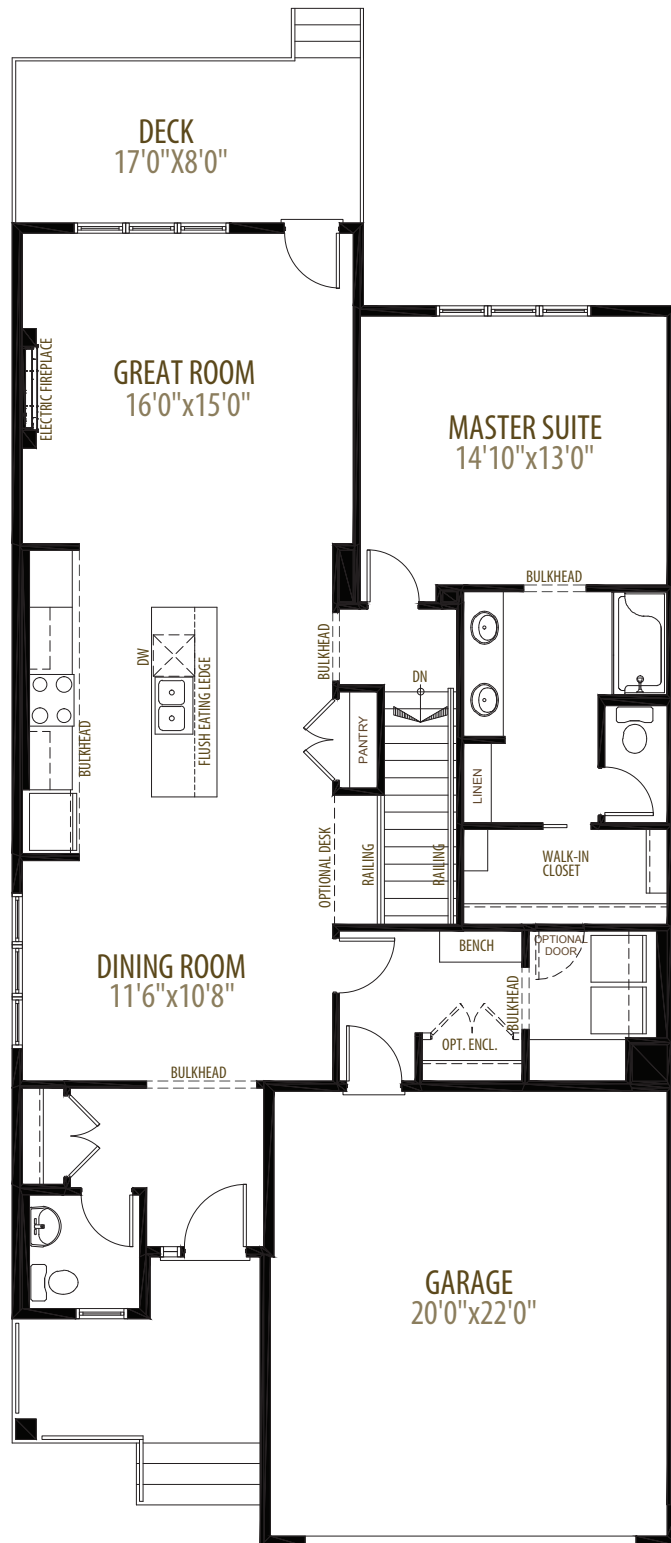 DECK
17'0"X8'0"
GREAT ROOM
16'0"x15'0"
ELECTRIC FIREPLACE
MASTER SUITE
14'10"x13'0"
BULKHEAD
BULKHEAD
DW
FLUSH EATING LEDGE
BULKHEAD
DN
PANTRY
LINEN
OPTIONAL DESK
RAILING
RAILING
WALK-IN
CLOSET
DINING ROOM
11'6"x10'8"
BENCH
OPTIONAL
DOOR
BULKHEAD
OPT. ENCL.
BULKHEAD
GARAGE
20'0"x22'0"